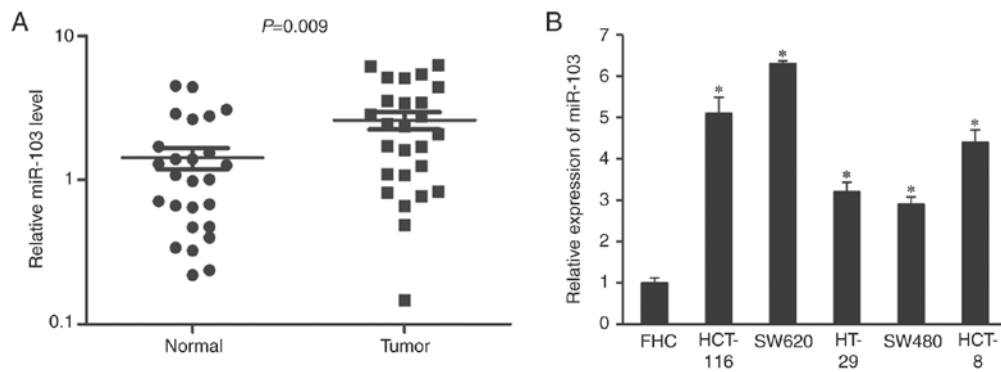 A
P=0.009
Relative miR-103 level
10
1
0.1
Normal
Tumor
B
Relative expression of miR-103
7
6
5
4
3
2
1
0
*
*
*
*
*
FHC
HCT-
116
SW620
HT-
29
SW480
HCT-
8